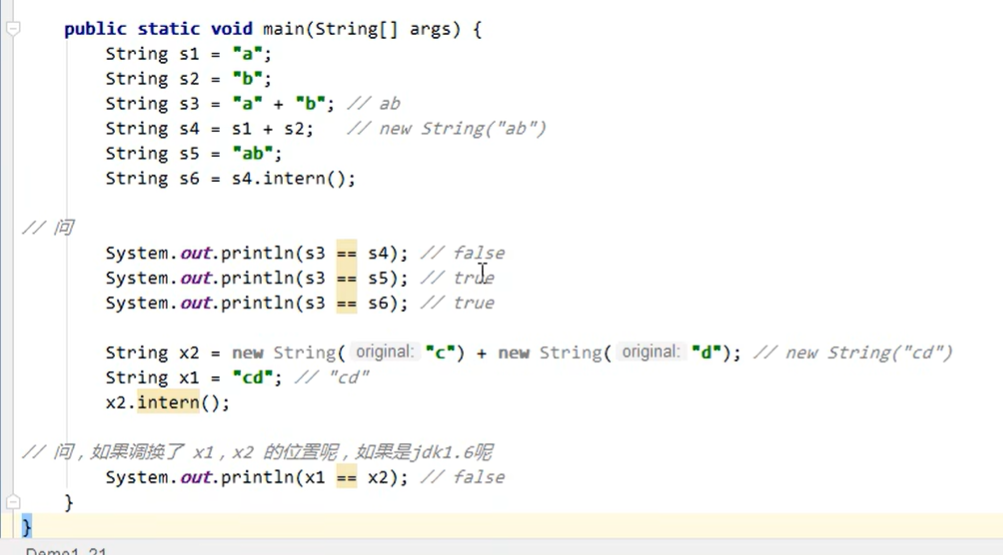 public static void main(String[] args) {
String s1 = "a";
String s2 = "b";
String s3 = "a" + "b"; // ab
String s4 = s1 + s2; // new String("ab")
String s5 = "ab";
String s6 = s4.intern();
// 问
System.out.println(s3 == s4); // false
System.out.println(s3 == s5); // true
System.out.println(s3 == s6); // true
String x2 = new String( original: "c") + new String( original: "d"); // new String("cd")
String x1 = "cd"; // "cd"
x2.intern();
// 问，如果调换了 x1，x2 的位置呢，如果是jdk1.6呢
System.out.println(x1 == x2); // false
}
}